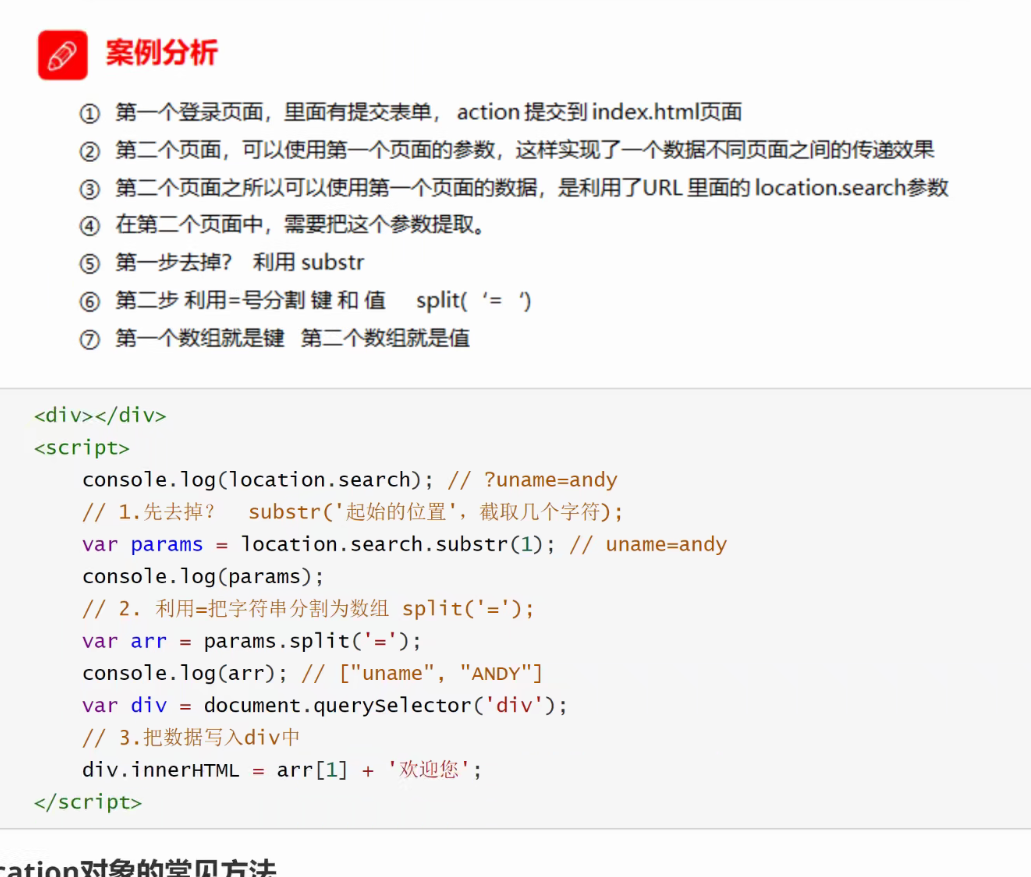 案例分析
① 第一个登录页面，里面有提交表单， action 提交到 index.html页面
② 第二个页面，可以使用第一个页面的参数，这样实现了一个数据不同页面之间的传递效果
③ 第二个页面之所以可以使用第一个页面的数据，是利用了URL 里面的 location.search参数
④ 在第二个页面中，需要把这个参数提取。
⑤ 第一步去掉？ 利用 substr
⑥ 第二步 利用=号分割 键 和 值 split( ‘= ‘)
⑦ 第一个数组就是键 第二个数组就是值
<div></div>
<script>
console.log(location.search); // ?uname=andy
// 1.先去掉？ substr('起始的位置'，截取几个字符);
var params = location.search.substr(1); // uname=andy
console.log(params);
// 2. 利用=把字符串分割为数组 split('=');
var arr = params.split('=');
console.log(arr); // ["uname", "ANDY"]
var div = document.querySelector('div');
// 3.把数据写入div中
div.innerHTML = arr[1] + '欢迎您';
</script>
cation对象的常见方法